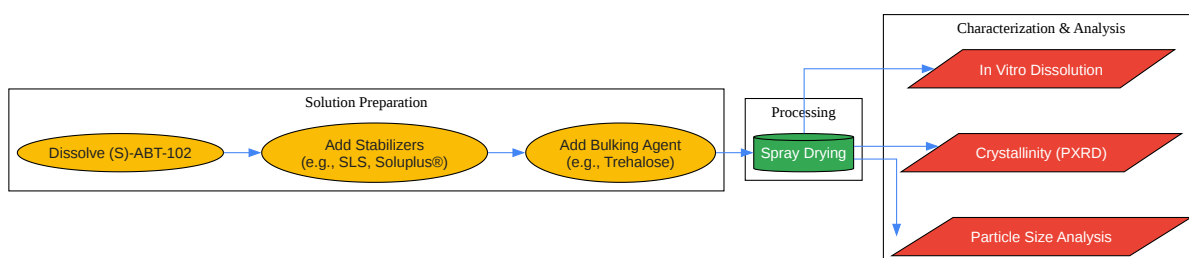 Solution Preparation
Dissolve (S)-ABT-102
Add Stabilizers
(e.g., SLS, Soluplus®)
Add Bulking Agent
(e.g., Trehalose)
Processing
Spray Drying
Characterization & Analysis
In Vitro Dissolution
Crystallinity (PXRD)
Particle Size Analysis